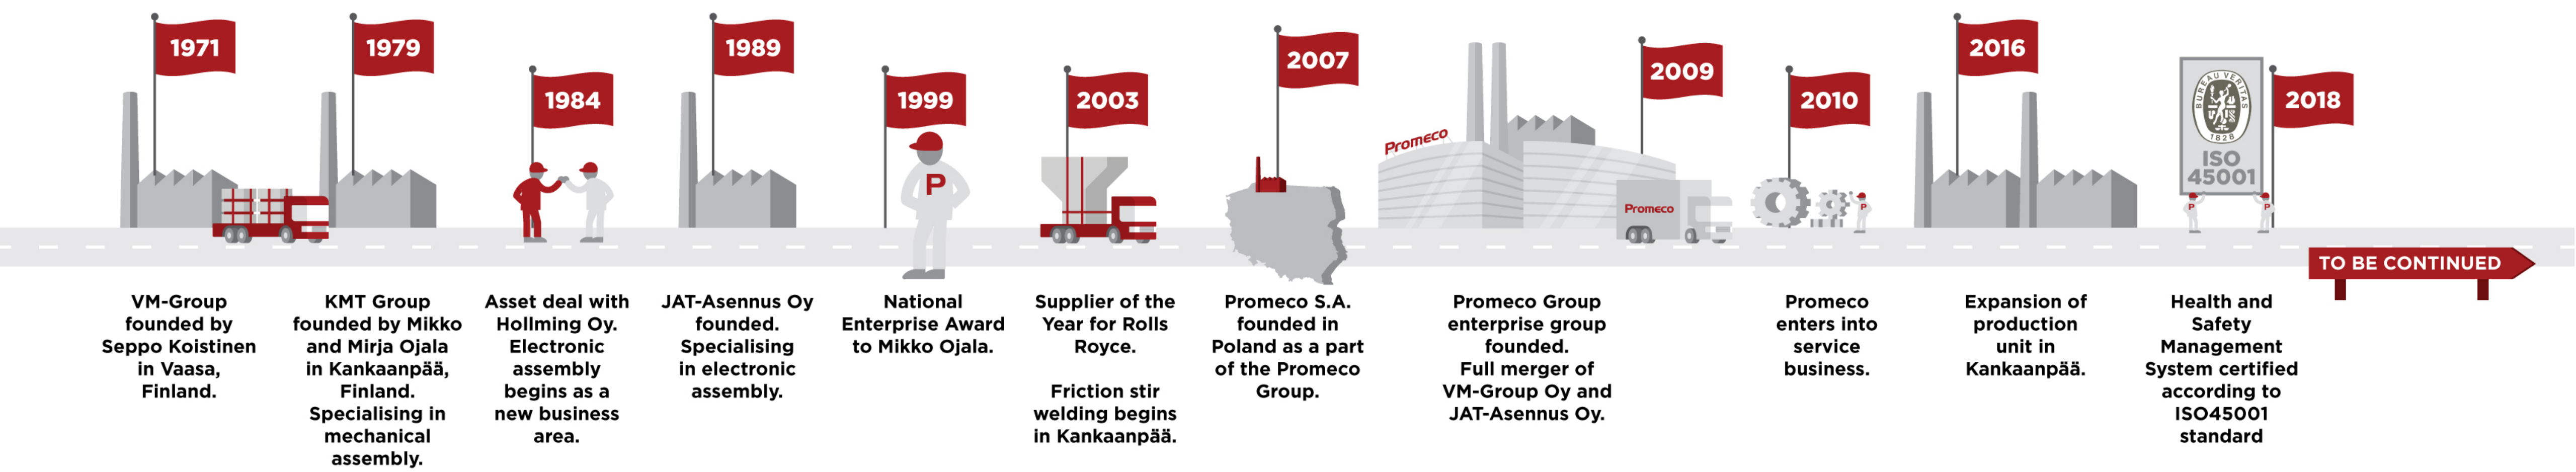 1971
VM-Group
founded by
Seppo Koistinen
in Vaasa,
Finland.
1979
KMT Group
founded by Mikko
and Mirja Ojala
in Kankaanpää,
Finland.
Specialising in
mechanical
assembly.
1984
Asset deal with
Hollming Oy.
Electronic
assembly
begins as a
new business
area.
1989
JAT-Asennus Oy
founded.
Specialising
in electronic
assembly.
1999
P
National
Enterprise Award
to Mikko Ojala.
2003
Supplier of the
Year for Rolls
Royce.
Friction stir
welding begins
in Kankaanpää.
2007
Promeco S.A.
founded in
Poland as a part
of the Promeco
Group.
2009
Promeco
Promeco
Promeco Group
enterprise group
founded.
Full merger of
VM-Group Oy and
JAT-Asennus Oy.
2010
P
Promeco
enters into
service
business.
2016
Expansion of
production
unit in
Kankaanpää.
2018
BUREAU VERITAS
1828
ISO
45001
P
P
Health and
Safety
Management
System certified
according to
ISO45001
standard
TO BE CONTINUED